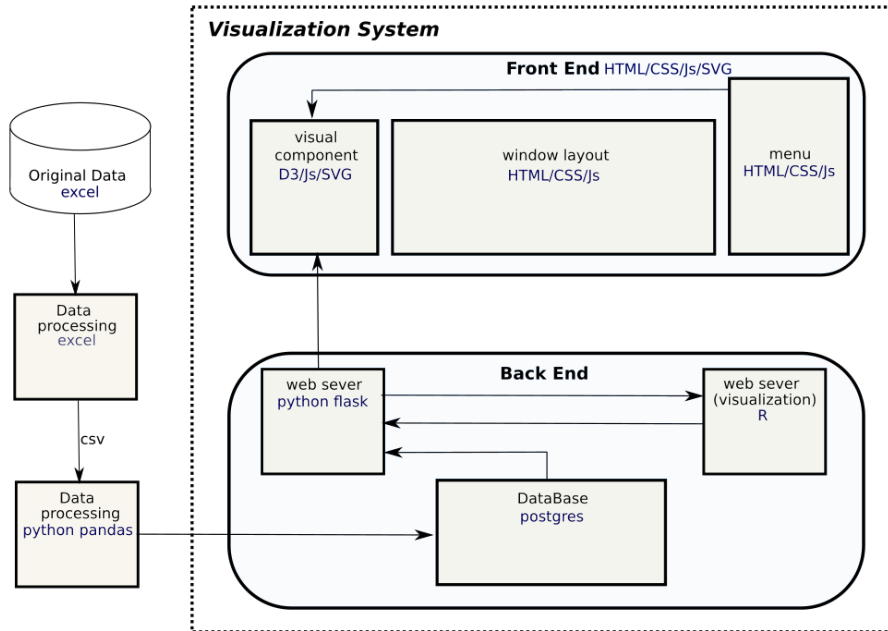 Visualization System
Front End HTML/CSS/Js/SVG
visual
component
D3/Js/SVG
window layout
HTML/CSS/Js
menu
HTML/CSS/Js
Original Data
excel
Data
processing
excel
csv
Data
processing
python pandas
Back End
web sever
python flask
web sever
(visualization)
R
DataBase
postgres